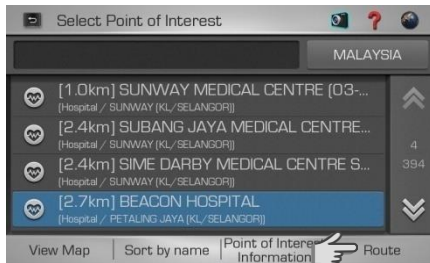 Select Point of Interest
MALAYSIA
[1.0km] SUNWAY MEDICAL CENTRE (03-...
(Hospital / SUNWAY (KL/SELANGOR))
[2.4km] SUBANG JAYA MEDICAL CENTRE...
(Hospital / SUNWAY (KL/SELANGOR))
[2.4km] SIME DARBY MEDICAL CENTRE S...
(Hospital / SUNWAY (KL/SELANGOR))
4
394
[2.7km] BEACON HOSPITAL
(Hospital / PETALING JAYA (KL/SELANGOR))
View Map
Sort by name
Point of Interes
Information
Route